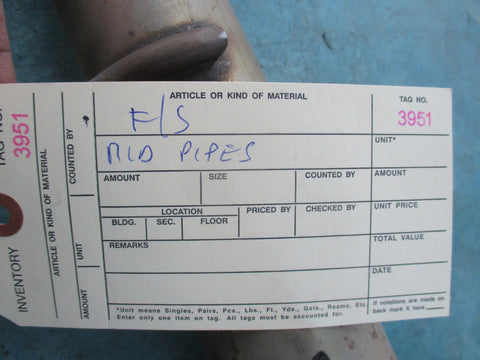 ARTICLE OR KIND OF MATERIAL
F/S
MID PIPES
TAG NO.
3951
UNIT*
AMOUNT
SIZE
COUNTED BY
AMOUNT
LOCATION
PRICED BY
CHECKED BY
UNIT PRICE
BLDG.
SEC.
FLOOR
REMARKS
TOTAL VALUE
DATE
*Unit means Singles, Pairs, Pcs., Lbs., Ft., Yds., Gals., Reams, Etc.
Enter only one item on tag. All tags must be accounted for.
If notations are made on
back mark X here
INVENTORY
TAG NO.
3951
ARTICLE OR KIND OF MATERIAL
COUNTED BY
UNIT
AMOUNT